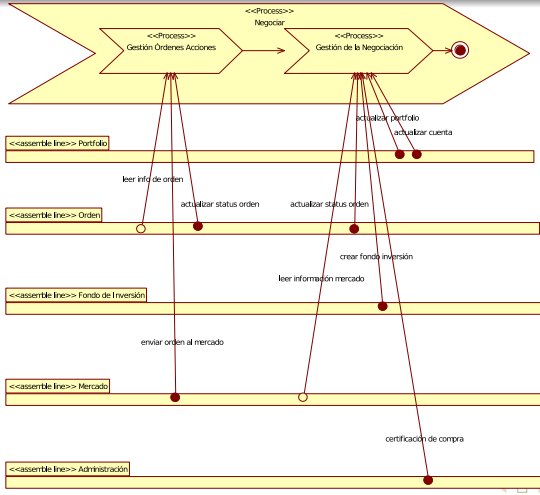 <<Process>>
Negociar
<<Process>>
Gestión Órdenes Acciones
<<Process>>
Gestión de la Negociación
actualizar portfolio
actualizar cuenta
<<assemble line>> Portfolio
leer info de orden
actualizar status orden
actualizar status orden
<<assemble line>> Orden
crear fondo inversión
leer información mercado
<<assemble line>> Fondo de Inversión
enviar orden al mercado
<<assemble line>> Mercado
certificación de compra
<<assemble line>> Administración